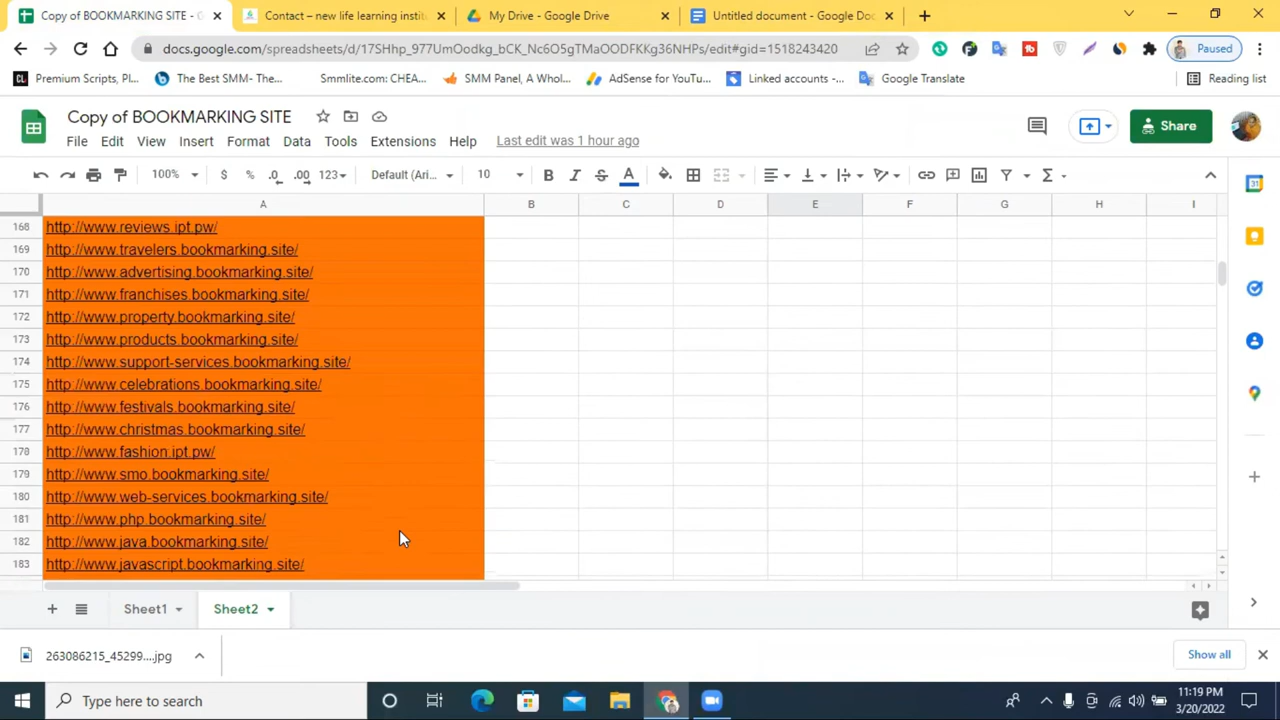 Copy of BOOKMARKING SITE - G
Contact – new life learning instit
My Drive - Google Drive
Untitled document - Google Doc
docs.google.com/spreadsheets/d/17SHhp_977UmOodkg_bCK_Nc6O5gTMaOODFKKg36NHPs/edit#gid=1518243420
Paused
Premium Scripts, Pl...
The Best SMM- The...
Smmlite.com: CHEA...
SMM Panel, A Whol...
AdSense for YouTu...
Linked accounts -...
Google Translate
Reading list
Copy of BOOKMARKING SITE
File Edit View Insert Format Data Tools Extensions Help Last edit was 1 hour ago
Share
100% $ % .0 .00 123 Default (Ari... 10 B I S A
A B C D E F G H I
168 http://www.reviews.ipt.pw/
169 http://www.travelers.bookmarking.site/
170 http://www.advertising.bookmarking.site/
171 http://www.franchises.bookmarking.site/
172 http://www.property.bookmarking.site/
173 http://www.products.bookmarking.site/
174 http://www.support-services.bookmarking.site/
175 http://www.celebrations.bookmarking.site/
176 http://www.festivals.bookmarking.site/
177 http://www.christmas.bookmarking.site/
178 http://www.fashion.ipt.pw/
179 http://www.smo.bookmarking.site/
180 http://www.web-services.bookmarking.site/
181 http://www.php.bookmarking.site/
182 http://www.java.bookmarking.site/
183 http://www.javascript.bookmarking.site/
Sheet1
Sheet2
263086215_45299....jpg
Show all
Type here to search
11:19 PM
3/20/2022